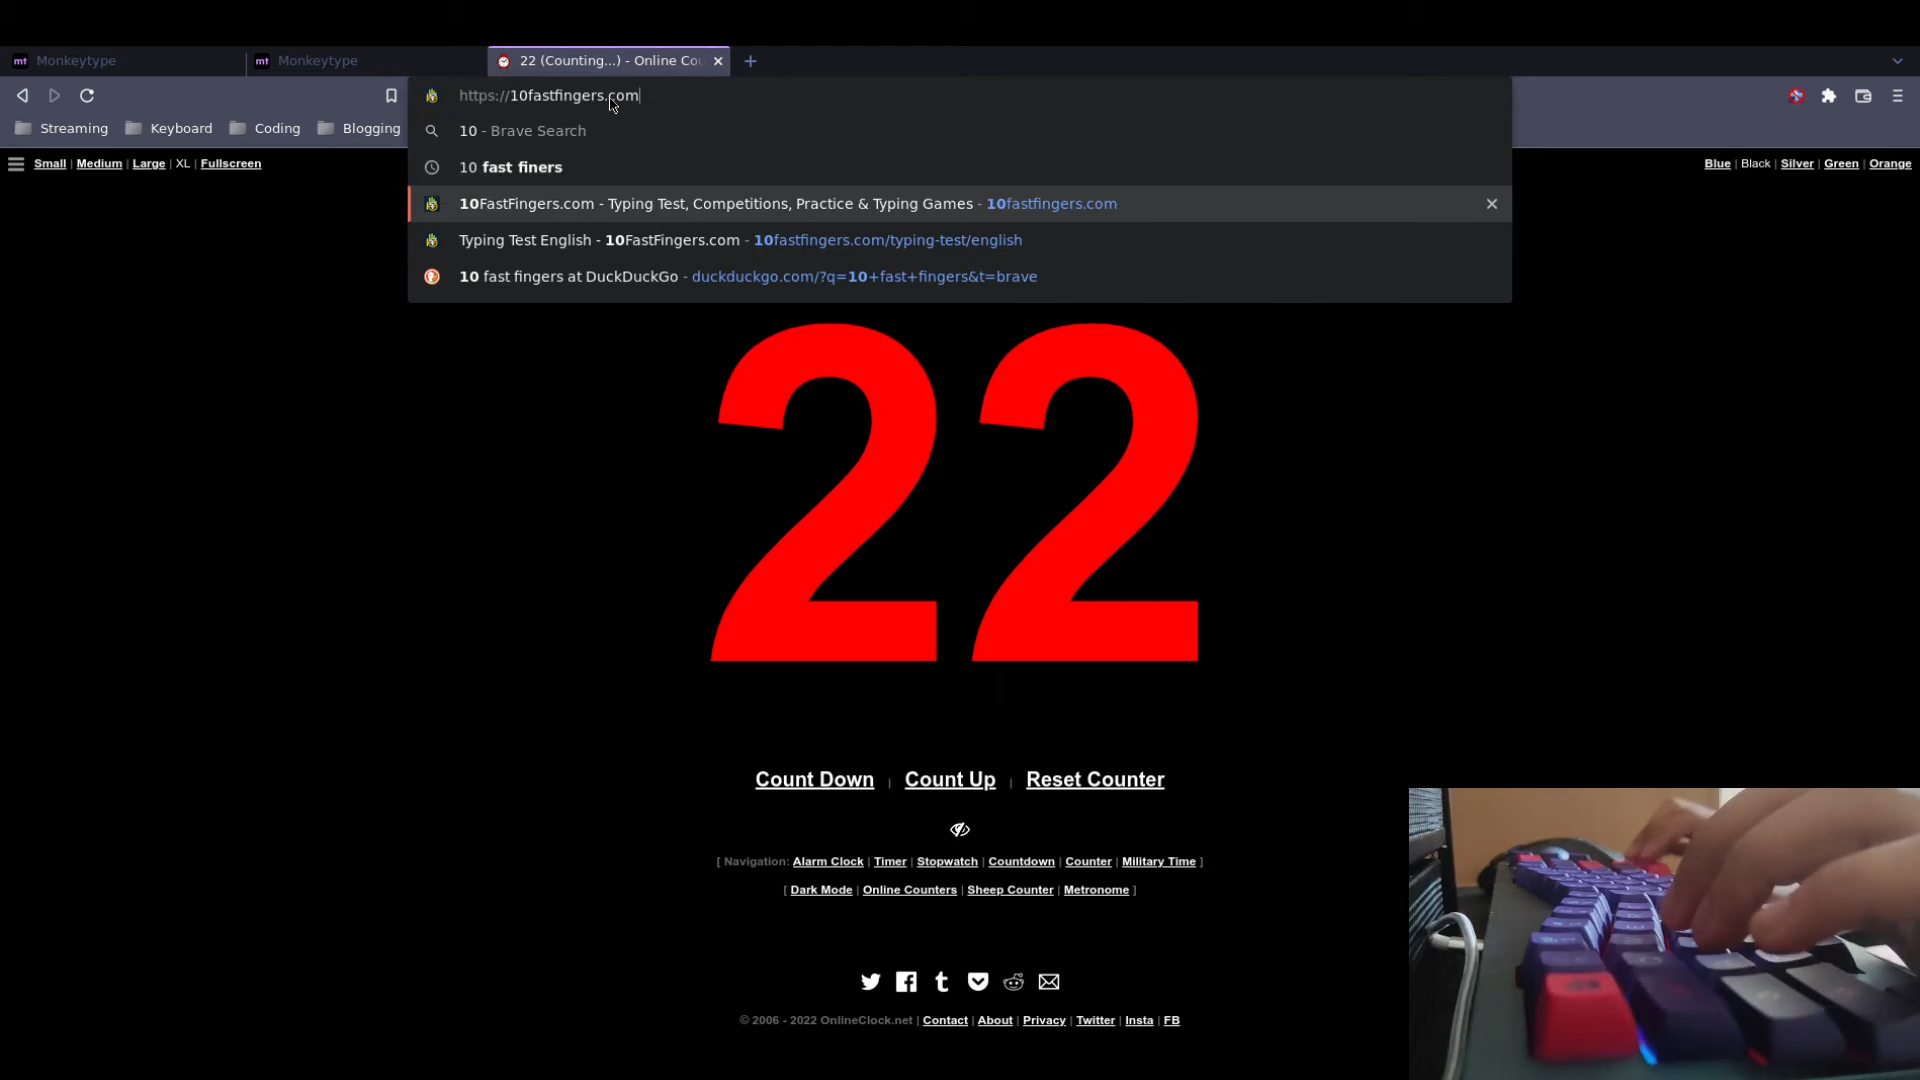 mt Monkeytype
mt Monkeytype
22 (Counting...) - Online Cou
https://10fastfingers.com
Streaming Keyboard Coding Blogging
10 - Brave Search
10 fast finers
10FastFingers.com - Typing Test, Competitions, Practice & Typing Games - 10fastfingers.com
Typing Test English - 10FastFingers.com - 10fastfingers.com/typing-test/english
10 fast fingers at DuckDuckGo - duckduckgo.com/?q=10+fast+fingers&t=brave
Small | Medium | Large | XL | Fullscreen
Blue | Black | Silver | Green | Orange
22
Count Down | Count Up | Reset Counter
[ Navigation: Alarm Clock | Timer | Stopwatch | Countdown | Counter | Military Time ]
[ Dark Mode | Online Counters | Sheep Counter | Metronome ]
© 2006 - 2022 OnlineClock.net | Contact | About | Privacy | Twitter | Insta | FB